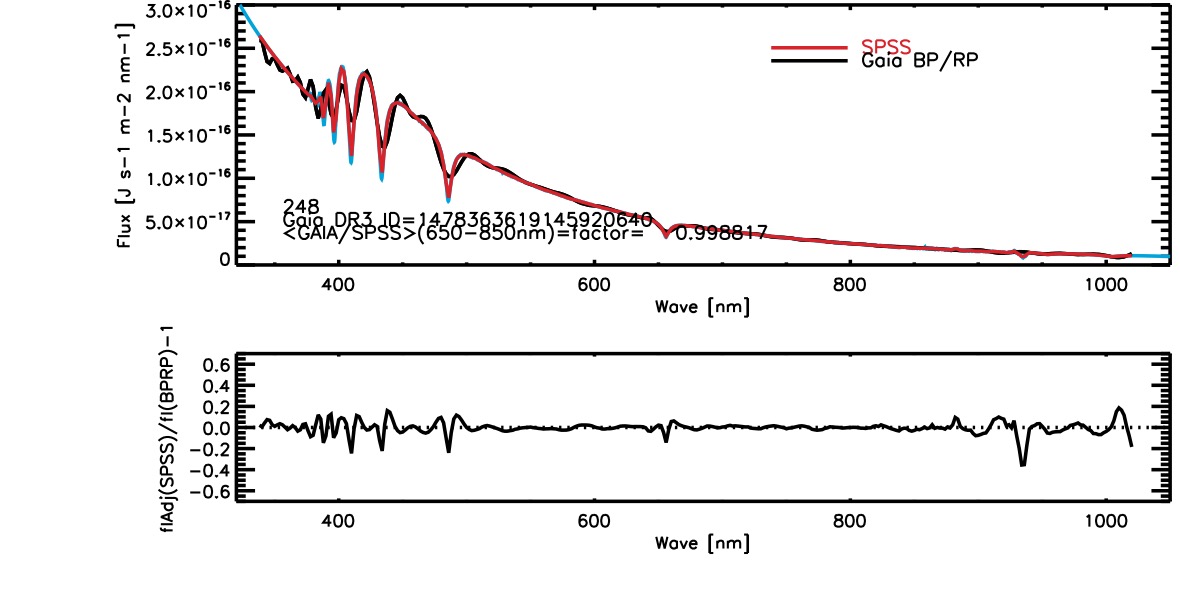 3.0×10−16
2.5×10−16
2.0×10−16
1.5×10−16
1.0×10−16
5.0×10−17
0
Flux [J s−1 m−2 nm−1]
SPSS
Gaia BP/RP
248
Gaia DR3 ID=1478363619145920640
<GAIA/SPSS>(650−850nm)=factor= 0.998817
400 600 800 1000
Wave [nm]
0.6
0.4
0.2
0.0
−0.2
−0.4
−0.6
flAdj(SPSS)/fl(BPRP)−1
400 600 800 1000
Wave [nm]